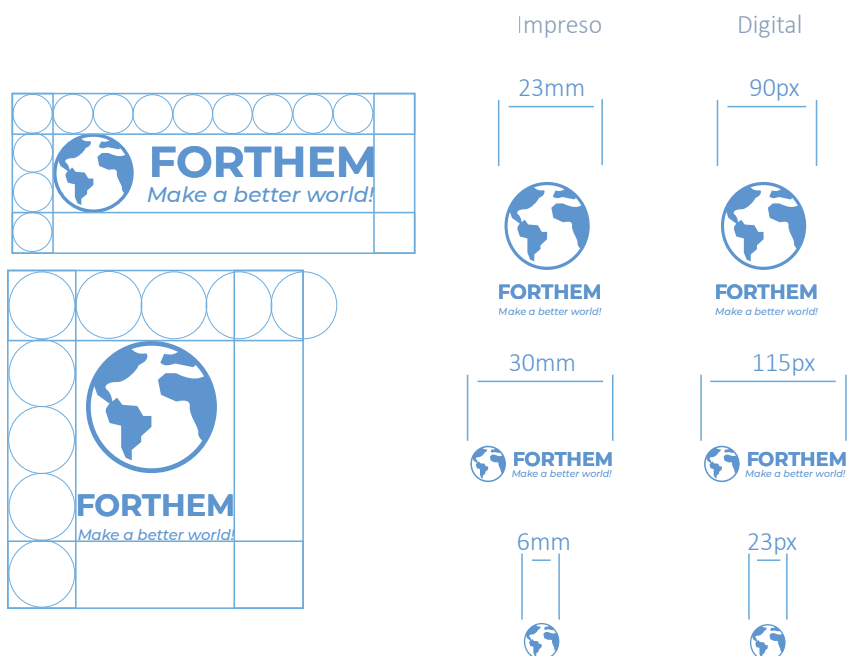 Impreso
Digital
23mm
90px
FORTHEM
Make a better world!
FORTHEM
Make a better world!
FORTHEM
Make a better world!
30mm
115px
FORTHEM
Make a better world!
FORTHEM
Make a better world!
FORTHEM
Make a better world!
6mm
23px